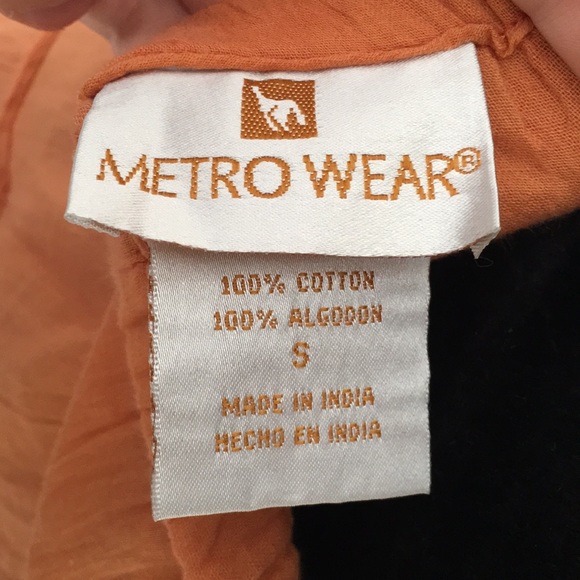 METRO WEAR®
100% COTTON
100% ALGODON
S
MADE IN INDIA
HECHO EN INDIA